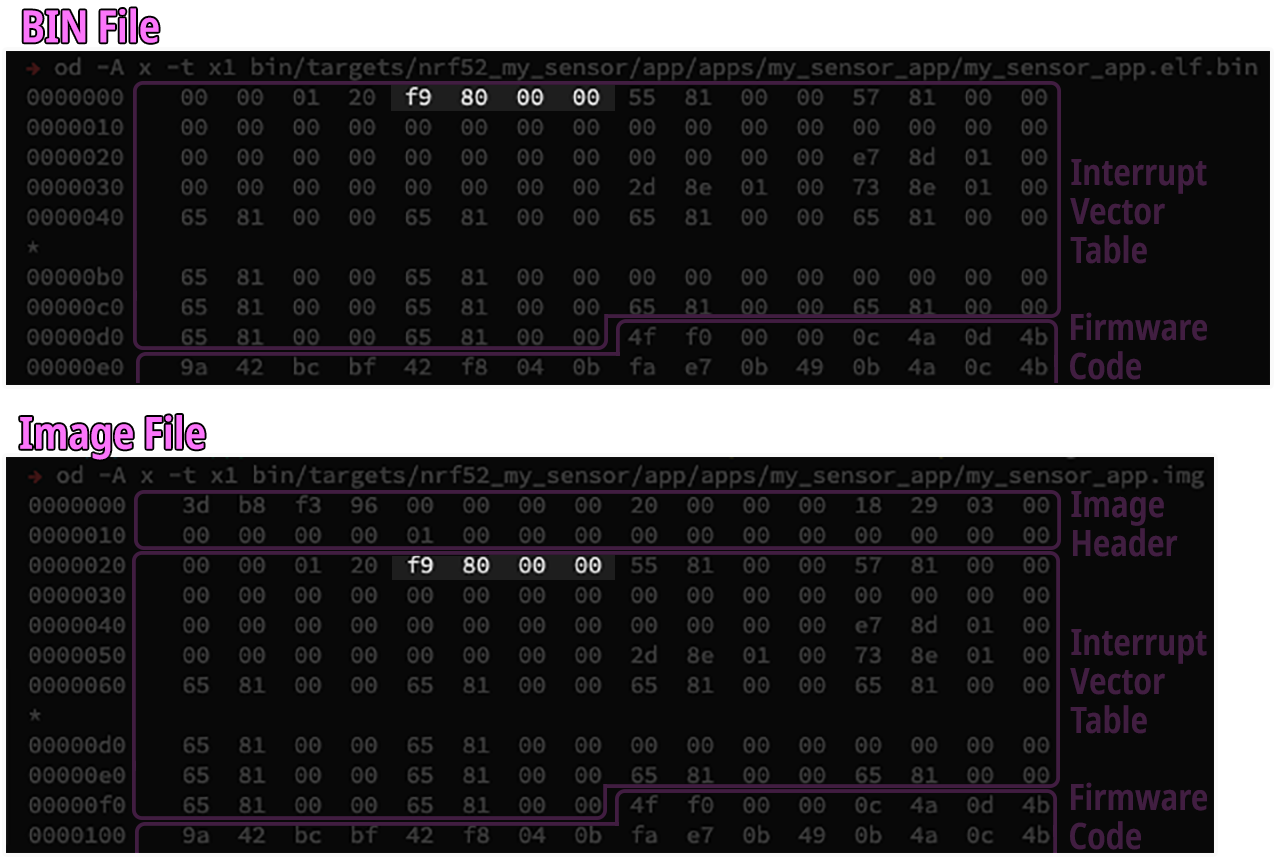 BIN File
→ od -A x -t x1 bin/targets/nrf52_my_sensor/app/apps/my_sensor_app/my_sensor_app.elf.bin
0000000 00 00 01 20 f9 80 00 00 55 81 00 00 57 81 00 00
0000010 00 00 00 00 00 00 00 00 00 00 00 00 00 00 00 00
0000020 00 00 00 00 00 00 00 00 00 00 00 00 e7 8d 01 00
0000030 00 00 00 00 00 00 00 00 2d 8e 01 00 73 8e 01 00
0000040 65 81 00 00 65 81 00 00 65 81 00 00 65 81 00 00
*
00000b0 65 81 00 00 65 81 00 00 00 00 00 00 00 00 00 00
00000c0 65 81 00 00 65 81 00 00 65 81 00 00 65 81 00 00
00000d0 65 81 00 00 65 81 00 00 4f f0 00 00 0c 4a 0d 4b
00000e0 9a 42 bc bf 42 f8 04 0b fa e7 0b 49 0b 4a 0c 4b
Interrupt
Vector
Table
Firmware
Code
Image File
→ od -A x -t x1 bin/targets/nrf52_my_sensor/app/apps/my_sensor_app/my_sensor_app.img
0000000 3d b8 f3 96 00 00 00 00 20 00 00 00 18 29 03 00
0000010 00 00 00 00 01 00 00 00 00 00 00 00 00 00 00 00
0000020 00 00 01 20 f9 80 00 00 55 81 00 00 57 81 00 00
0000030 00 00 00 00 00 00 00 00 00 00 00 00 00 00 00 00
0000040 00 00 00 00 00 00 00 00 00 00 00 00 e7 8d 01 00
0000050 00 00 00 00 00 00 00 00 2d 8e 01 00 73 8e 01 00
0000060 65 81 00 00 65 81 00 00 65 81 00 00 65 81 00 00
*
00000d0 65 81 00 00 65 81 00 00 00 00 00 00 00 00 00 00
00000e0 65 81 00 00 65 81 00 00 65 81 00 00 65 81 00 00
00000f0 65 81 00 00 65 81 00 00 4f f0 00 00 0c 4a 0d 4b
0000100 9a 42 bc bf 42 f8 04 0b fa e7 0b 49 0b 4a 0c 4b
Image
Header
Interrupt
Vector
Table
Firmware
Code